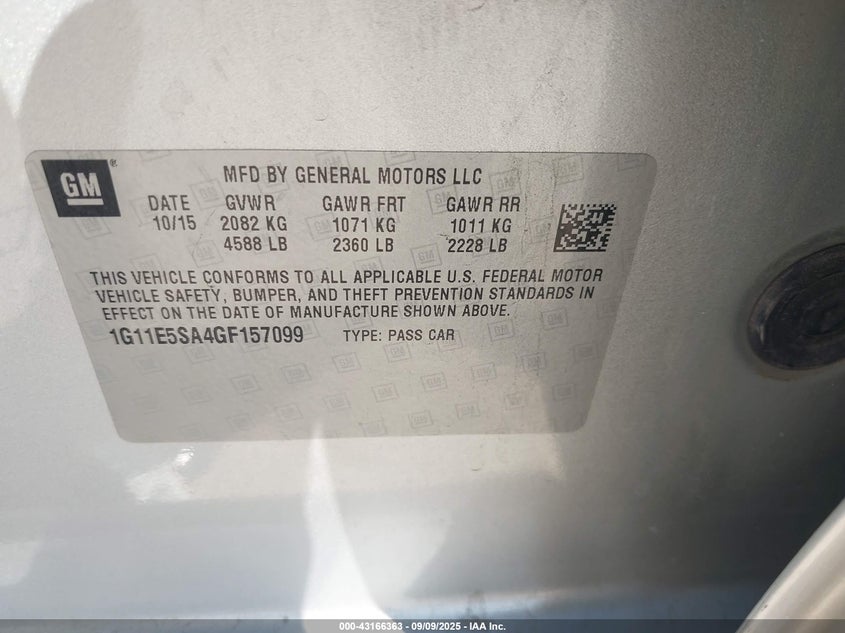 GM®
MFD BY GENERAL MOTORS LLC
DATE GVWR GAWR FRT GAWR RR
10/15 2082 KG 1071 KG 1011 KG
4588 LB 2360 LB 2228 LB
THIS VEHICLE CONFORMS TO ALL APPLICABLE U.S. FEDERAL MOTOR
VEHICLE SAFETY, BUMPER, AND THEFT PREVENTION STANDARDS IN
EFFECT ON THE DATE OF MANUFACTURE SHOWN ABOVE.
1G11E5SA4GF157099 TYPE: PASS CAR
000-43166363 - 09/09/2025 - IAA Inc.